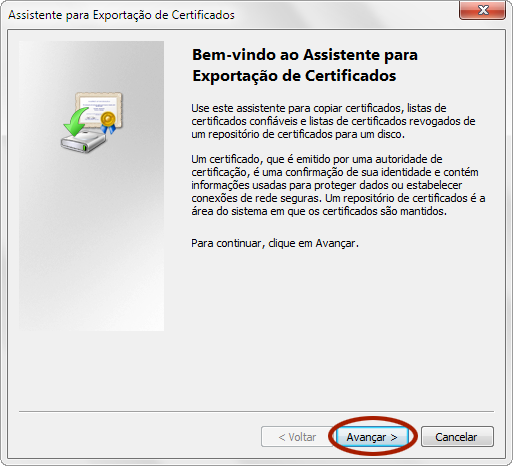 Assistente para Exportação de Certificados
Bem-vindo ao Assistente para
Exportação de Certificados
Use este assistente para copiar certificados, listas de
certificados confiáveis e listas de certificados revogados de
um repositório de certificados para um disco.
Um certificado, que é emitido por uma autoridade de
certificação, é uma confirmação de sua identidade e contém
informações usadas para proteger dados ou estabelecer
conexões de rede seguras. Um repositório de certificados é a
área do sistema em que os certificados são mantidos.
Para continuar, clique em Avançar.
< Voltar
Avançar >
Cancelar